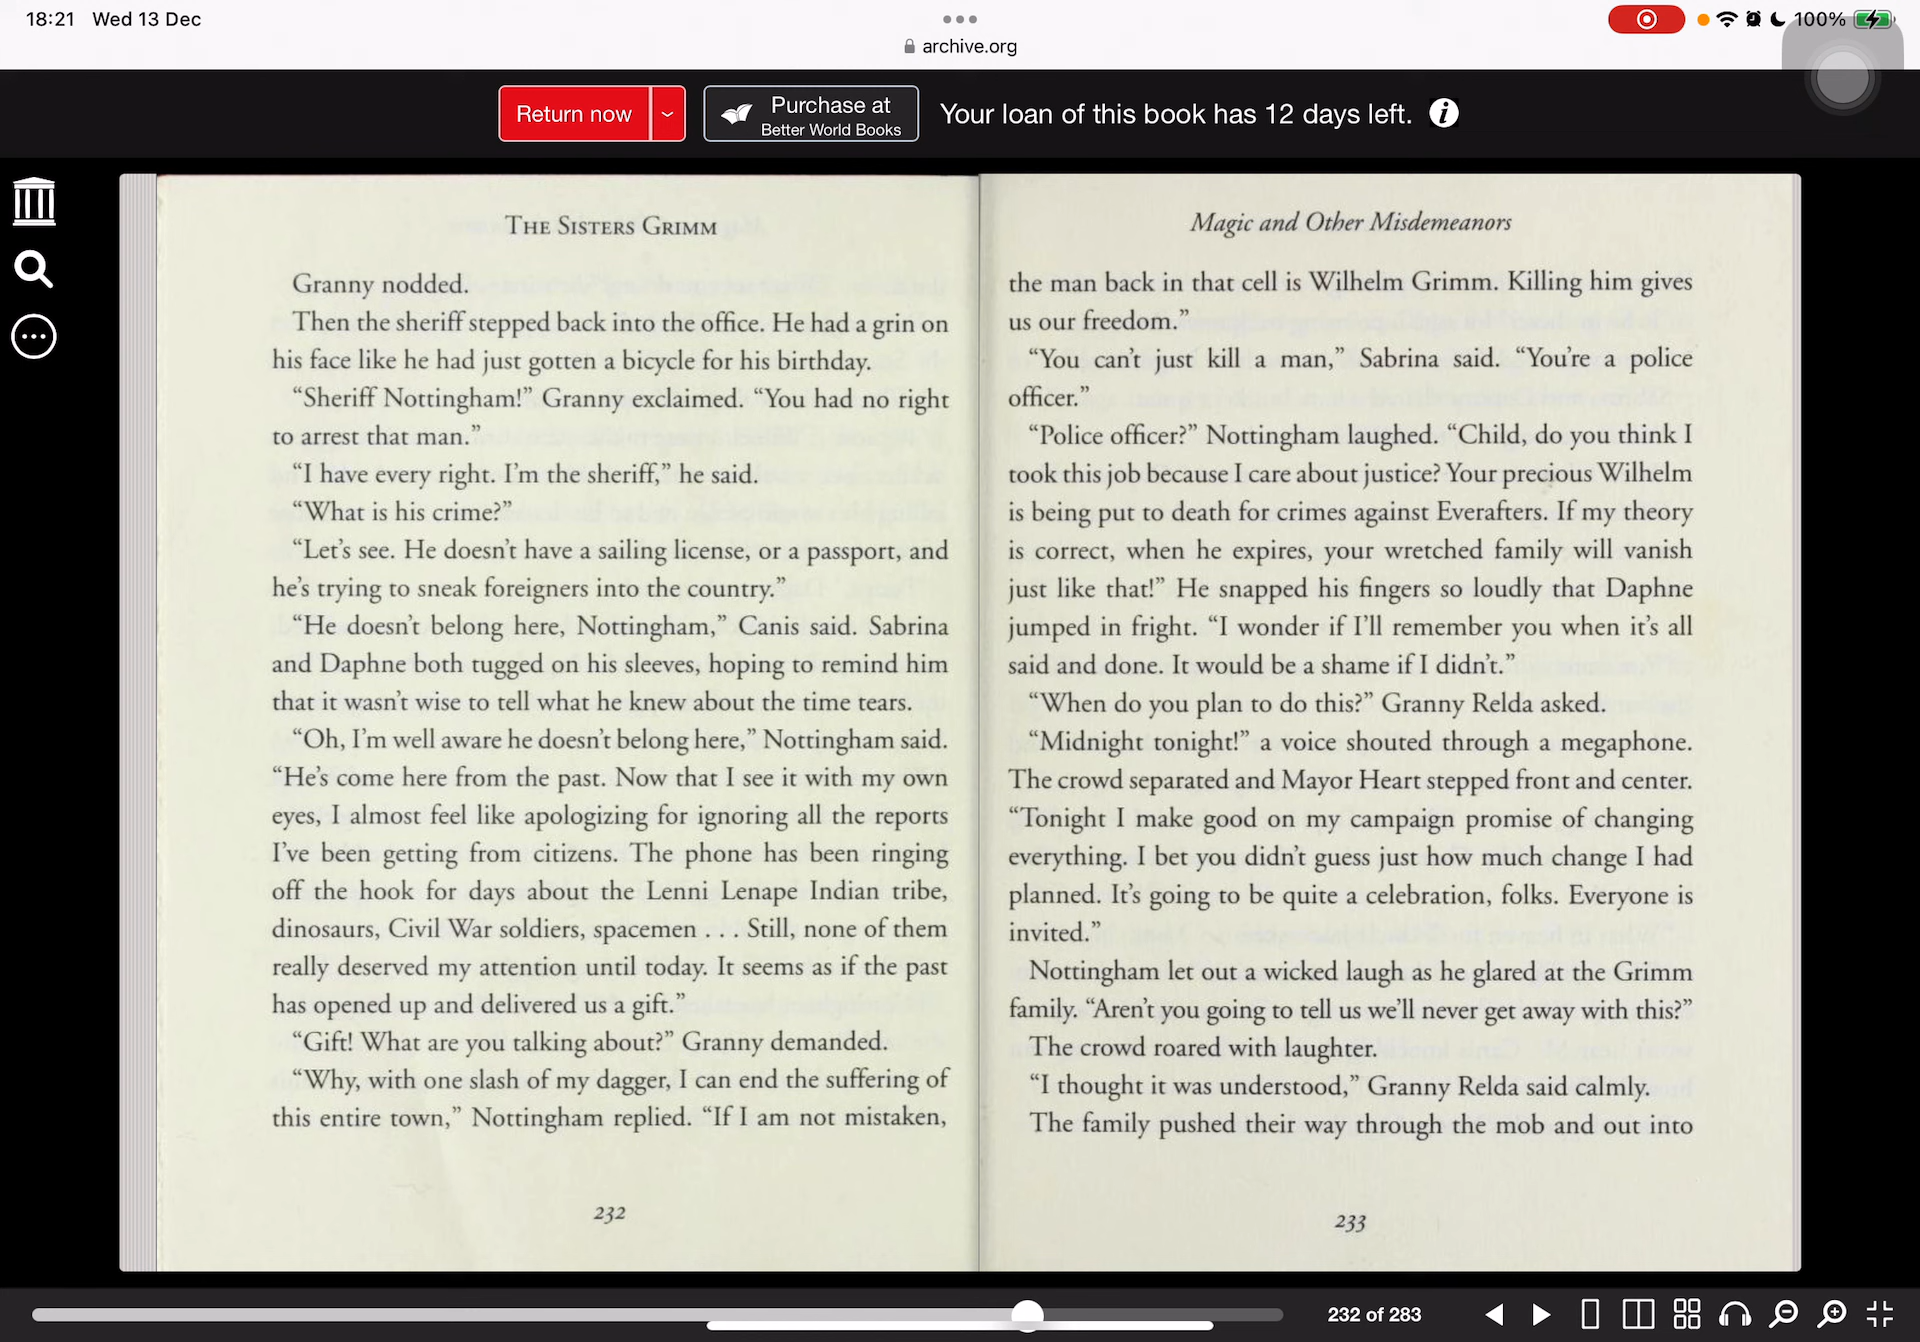 18:21 Wed 13 Dec
100%
archive.org
Return now
Purchase at
Better World Books
Your loan of this book has 12 days left.
THE SISTERS GRIMM
Granny nodded.
Then the sheriff stepped back into the office. He had a grin on
his face like he had just gotten a bicycle for his birthday.
“Sheriff Nottingham!” Granny exclaimed. “You had no right
to arrest that man.”
“I have every right. I’m the sheriff,” he said.
“What is his crime?”
“Let’s see. He doesn’t have a sailing license, or a passport, and
he’s trying to sneak foreigners into the country.”
“He doesn’t belong here, Nottingham,” Canis said. Sabrina
and Daphne both tugged on his sleeves, hoping to remind him
that it wasn’t wise to tell what he knew about the time tears.
“Oh, I’m well aware he doesn’t belong here,” Nottingham said.
“He’s come here from the past. Now that I see it with my own
eyes, I almost feel like apologizing for ignoring all the reports
I’ve been getting from citizens. The phone has been ringing
off the hook for days about the Lenni Lenape Indian tribe,
dinosaurs, Civil War soldiers, spacemen . . . Still, none of them
really deserved my attention until today. It seems as if the past
has opened up and delivered us a gift.”
“Gift! What are you talking about?” Granny demanded.
“Why, with one slash of my dagger, I can end the suffering of
this entire town,” Nottingham replied. “If I am not mistaken,
232
Magic and Other Misdemeanors
the man back in that cell is Wilhelm Grimm. Killing him gives
us our freedom.”
“You can’t just kill a man,” Sabrina said. “You’re a police
officer.”
“Police officer?” Nottingham laughed. “Child, do you think I
took this job because I care about justice? Your precious Wilhelm
is being put to death for crimes against Everafters. If my theory
is correct, when he expires, your wretched family will vanish
just like that!” He snapped his fingers so loudly that Daphne
jumped in fright. “I wonder if I’ll remember you when it’s all
said and done. It would be a shame if I didn’t.”
“When do you plan to do this?” Granny Relda asked.
“Midnight tonight!” a voice shouted through a megaphone.
The crowd separated and Mayor Heart stepped front and center.
“Tonight I make good on my campaign promise of changing
everything. I bet you didn’t guess just how much change I had
planned. It’s going to be quite a celebration, folks. Everyone is
invited.”
Nottingham let out a wicked laugh as he glared at the Grimm
family. “Aren’t you going to tell us we’ll never get away with this?”
The crowd roared with laughter.
“I thought it was understood,” Granny Relda said calmly.
The family pushed their way through the mob and out into
233
232 of 283